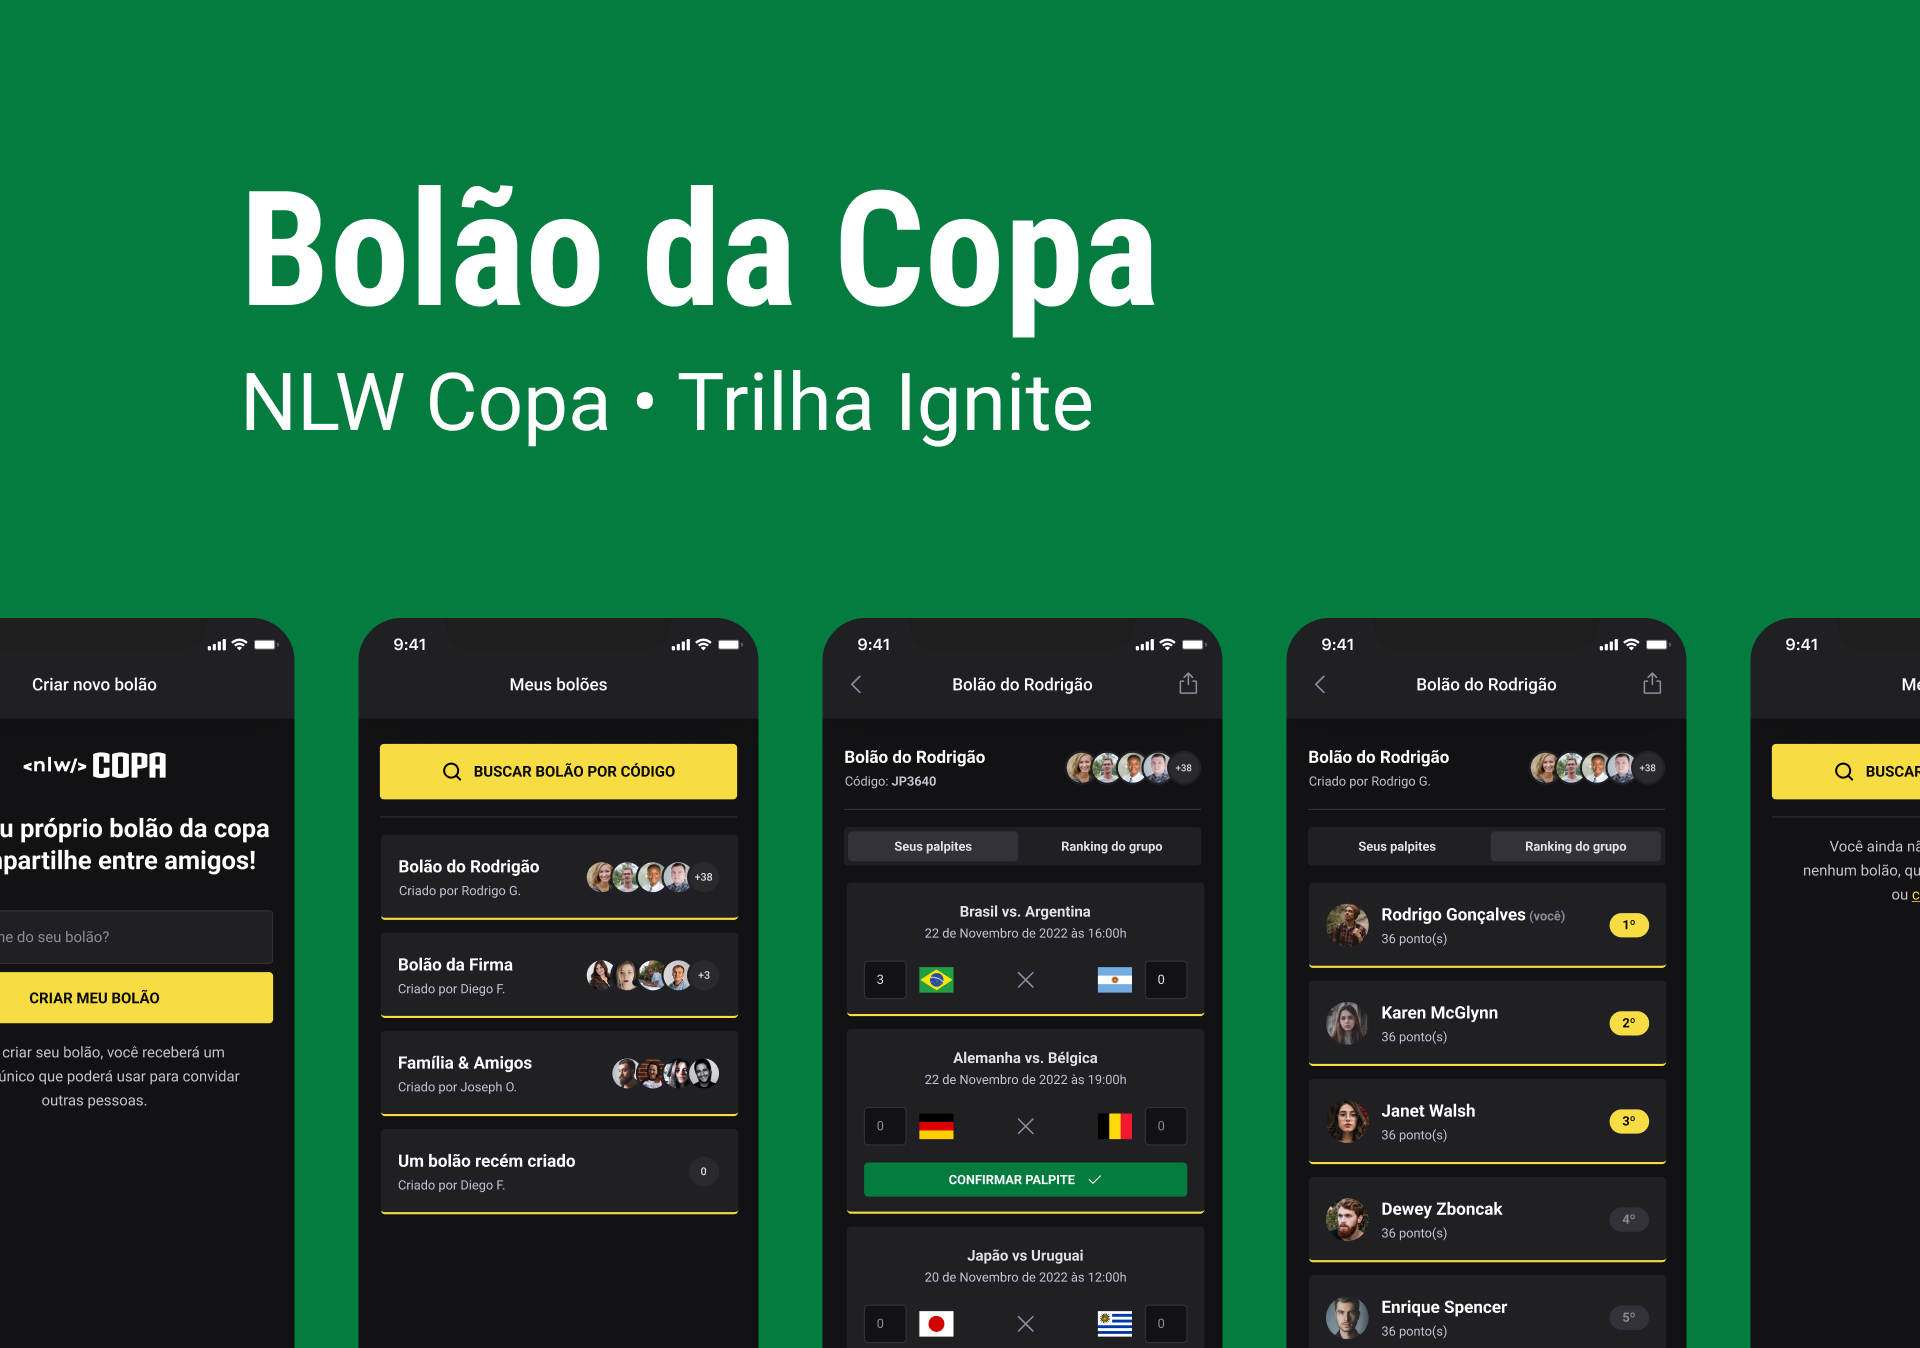 Bolão da Copa
NLW Copa • Trilha Ignite
Criar novo bolão
<nlw/> COPA
u próprio bolão da copa
partilhe entre amigos!
do seu bolão?
CRIAR MEU BOLÃO
criar seu bolão, você receberá um
único que poderá usar para convidar
outras pessoas.
9:41
Meus bolões
BUSCAR BOLÃO POR CÓDIGO
Bolão do Rodrigão
Criado por Rodrigo G.
+38
Bolão da Firma
Criado por Diego F.
+3
Família & Amigos
Criado por Joseph O.
Um bolão recém criado
Criado por Diego F.
0
9:41
Bolão do Rodrigão
Bolão do Rodrigão
Código: JP3640
+38
Seus palpites
Ranking do grupo
Brasil vs. Argentina
22 de Novembro de 2022 às 16:00h
3
0
Alemanha vs. Bélgica
22 de Novembro de 2022 às 19:00h
0
0
CONFIRMAR PALPITE
Japão vs Uruguai
20 de Novembro de 2022 às 12:00h
0
0
9:41
Bolão do Rodrigão
Bolão do Rodrigão
Criado por Rodrigo G.
+38
Seus palpites
Ranking do grupo
Rodrigo Gonçalves (você)
36 ponto(s)
1º
Karen McGlynn
36 ponto(s)
2º
Janet Walsh
36 ponto(s)
3º
Dewey Zboncak
36 ponto(s)
4º
Enrique Spencer
36 ponto(s)
5º
9:41
Me
BUSCAR
Você ainda nã
nenhum bolão, qu
ou c